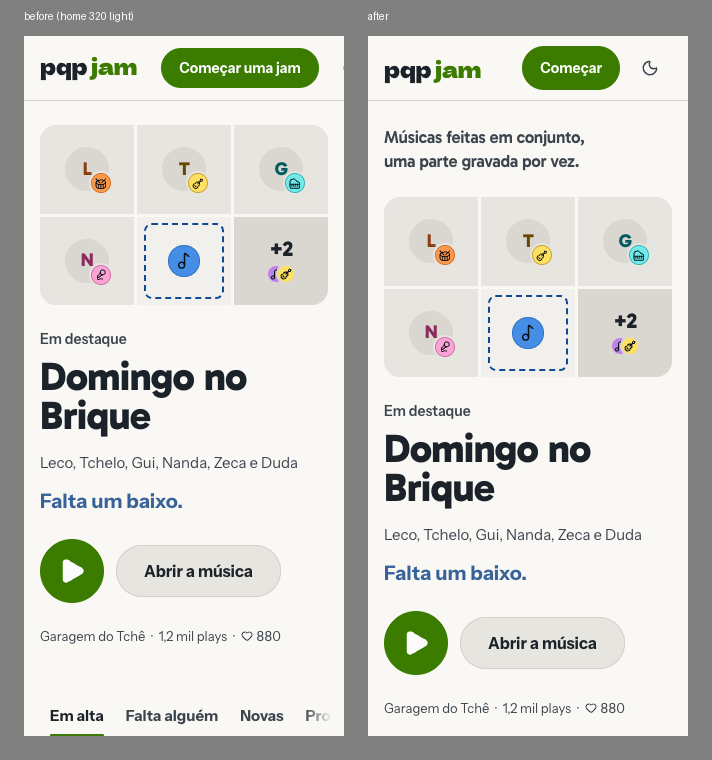 before (home 320 light)
pqp jam
Começar uma jam
L
T
G
N
+2
Em destaque
Domingo no
Brique
Leco, Tchelo, Gui, Nanda, Zeca e Duda
Falta um baixo.
Abrir a música
Garagem do Tchê · 1,2 mil plays · 880
Em alta
Falta alguém
Novas
Pro
after
pqp jam
Começar
Músicas feitas em conjunto,
uma parte gravada por vez.
L
T
G
N
+2
Em destaque
Domingo no
Brique
Leco, Tchelo, Gui, Nanda, Zeca e Duda
Falta um baixo.
Abrir a música
Garagem do Tchê · 1,2 mil plays · 880